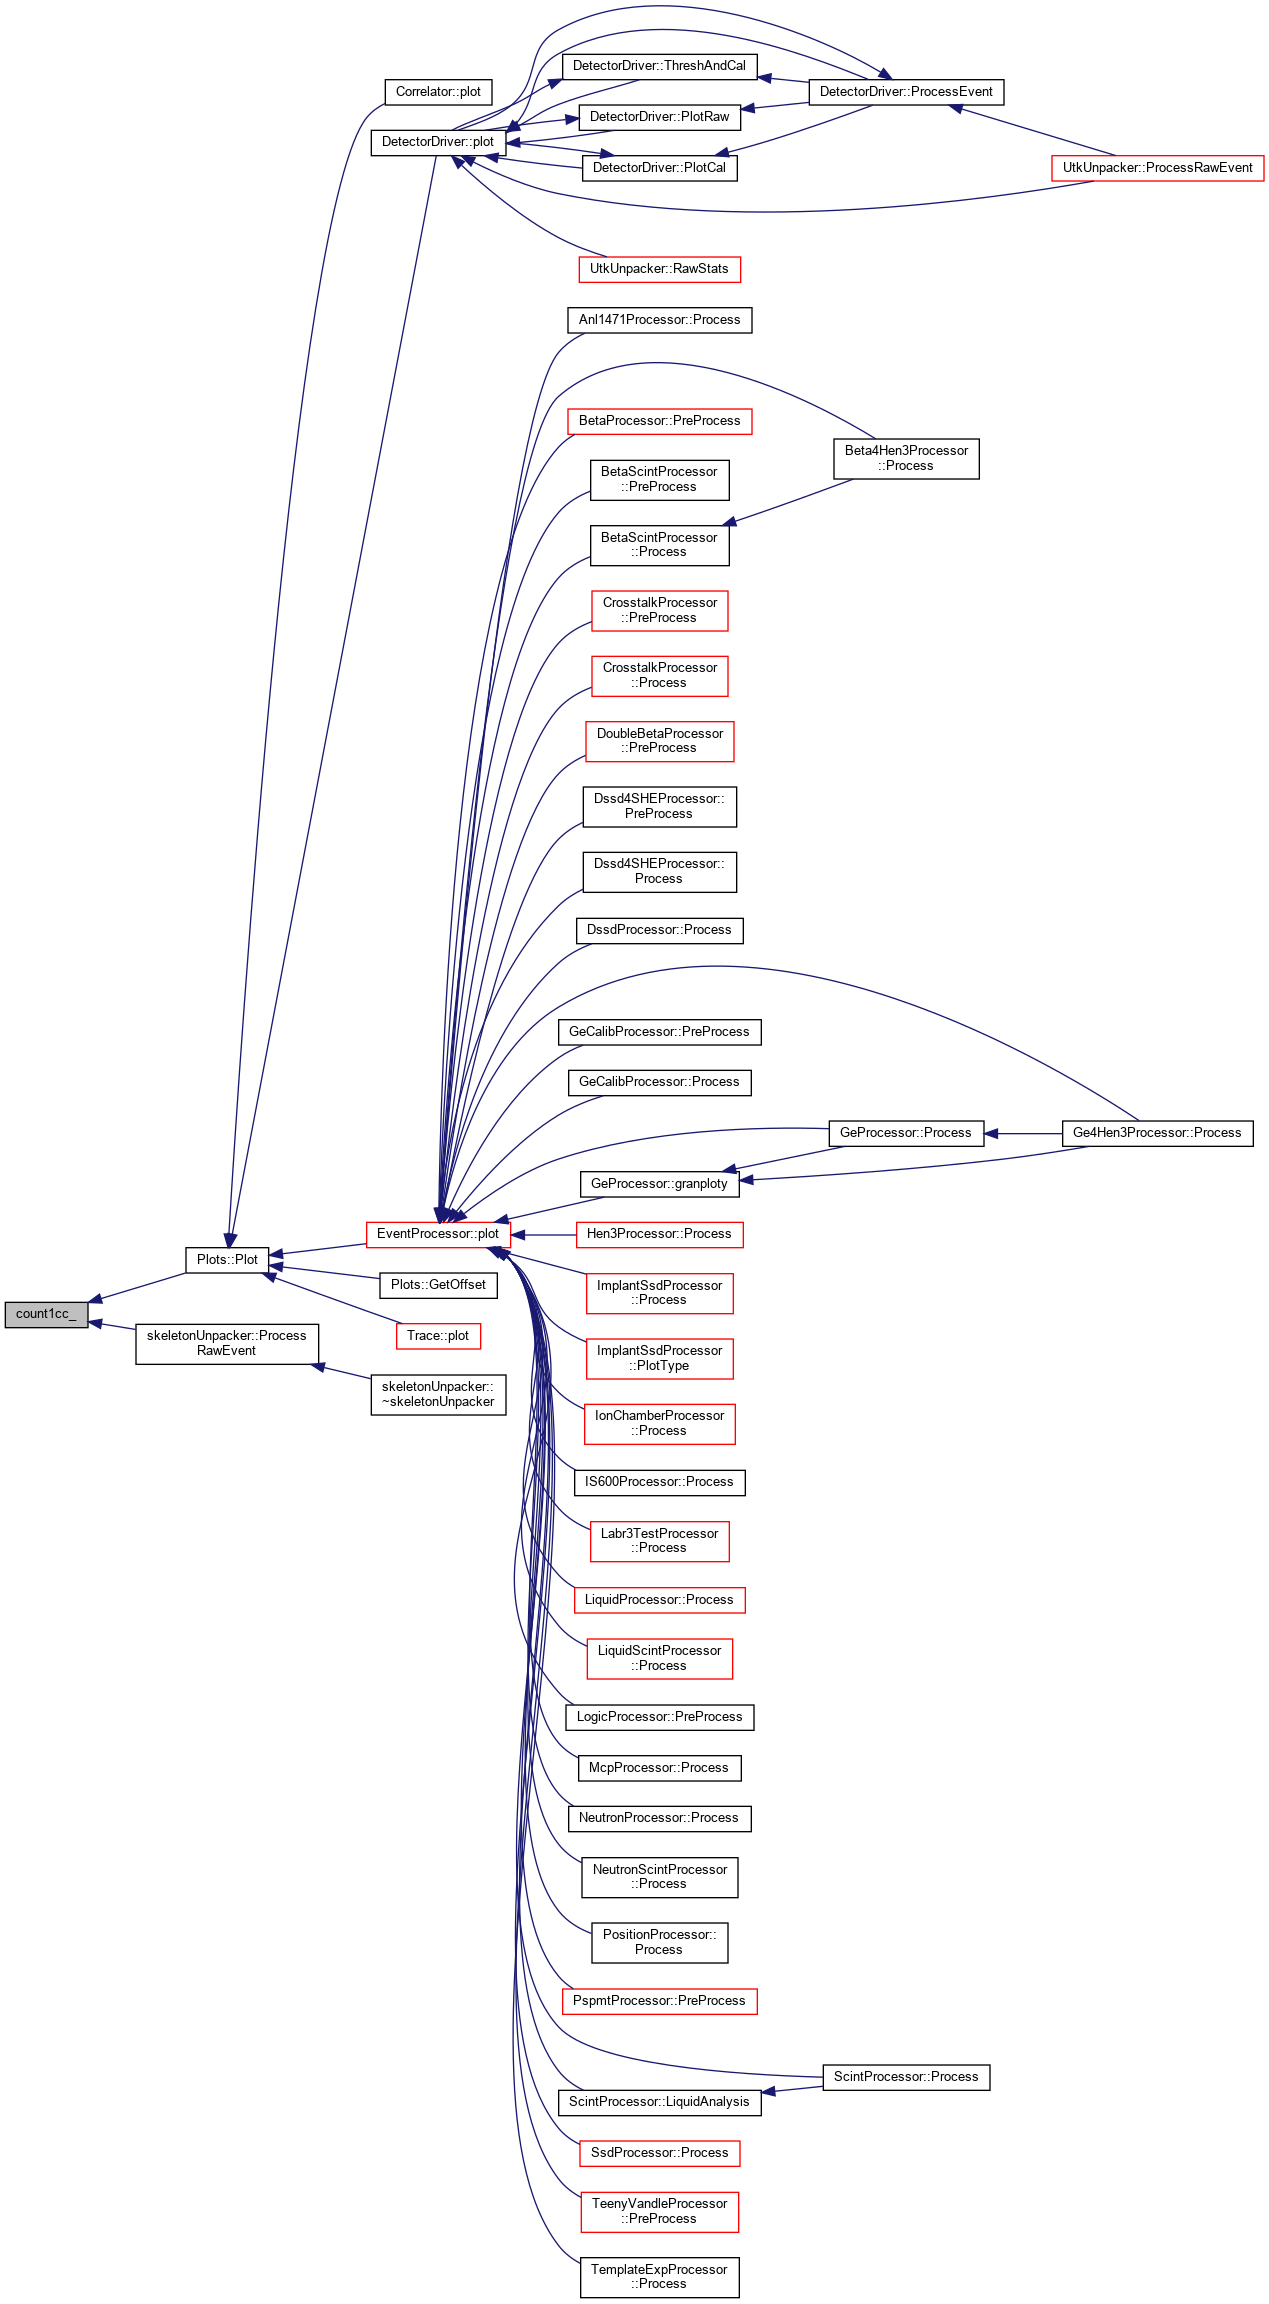 Correlator::plot
DetectorDriver::plot
DetectorDriver::ThreshAndCal
DetectorDriver::PlotRaw
DetectorDriver::PlotCal
DetectorDriver::ProcessEvent
UtkUnpacker::ProcessRawEvent
UtkUnpacker::RawStats
Anl1471Processor::Process
BetaProcessor::PreProcess
Beta4Hen3Processor
::Process
BetaScintProcessor
::PreProcess
BetaScintProcessor
::Process
CrosstalkProcessor
::PreProcess
CrosstalkProcessor
::Process
DoubleBetaProcessor
::PreProcess
Dssd4SHEProcessor::
PreProcess
Dssd4SHEProcessor::
Process
DssdProcessor::Process
GeCalibProcessor::PreProcess
GeCalibProcessor::Process
GeProcessor::Process
Ge4Hen3Processor::Process
GeProcessor::granploty
EventProcessor::plot
Hen3Processor::Process
Plots::Plot
Plots::GetOffset
ImplantSsdProcessor
::Process
count1cc_
Trace::plot
skeletonUnpacker::Process
RawEvent
ImplantSsdProcessor
::PlotType
skeletonUnpacker::
~skeletonUnpacker
IonChamberProcessor
::Process
IS600Processor::Process
Labr3TestProcessor
::Process
LiquidProcessor::Process
LiquidScintProcessor
::Process
LogicProcessor::PreProcess
McpProcessor::Process
NeutronProcessor::Process
NeutronScintProcessor
::Process
PositionProcessor::
Process
PspmtProcessor::PreProcess
ScintProcessor::Process
ScintProcessor::LiquidAnalysis
SsdProcessor::Process
TeenyVandleProcessor
::PreProcess
TemplateExpProcessor
::Process